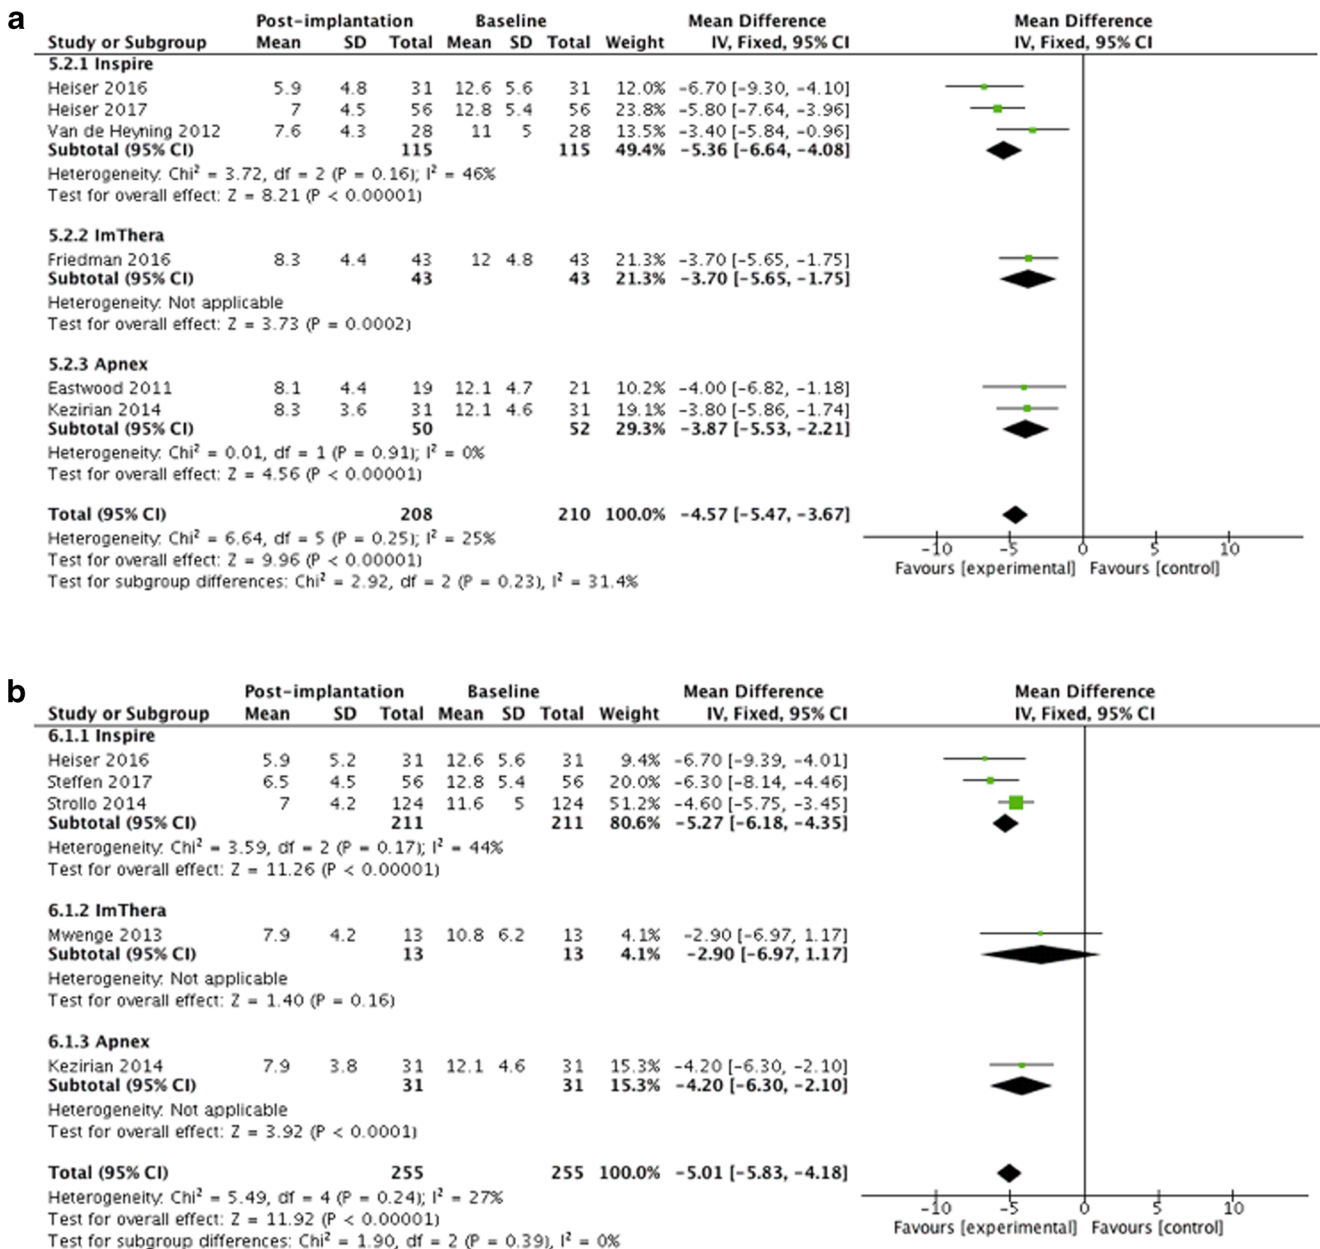 a
Post-implantation Baseline Mean Difference Mean Difference
Study or Subgroup Mean SD Total Mean SD Total Weight IV, Fixed, 95% CI IV, Fixed, 95% CI
5.2.1 Inspire
Heiser 2016 5.9 4.8 31 12.6 5.6 31 12.0% −6.70 [−9.30, −4.10]
Heiser 2017 7 4.5 56 12.8 5.4 56 23.8% −5.80 [−7.64, −3.96]
Van de Heyning 2012 7.6 4.3 28 11 5 28 13.5% −3.40 [−5.84, −0.96]
Subtotal (95% CI) 115 115 49.4% −5.36 [−6.64, −4.08]
Heterogeneity: Chi² = 3.72, df = 2 (P = 0.16); I² = 46%
Test for overall effect: Z = 8.21 (P < 0.00001)
5.2.2 ImThera
Friedman 2016 8.3 4.4 43 12 4.8 43 21.3% −3.70 [−5.65, −1.75]
Subtotal (95% CI) 43 43 21.3% −3.70 [−5.65, −1.75]
Heterogeneity: Not applicable
Test for overall effect: Z = 3.73 (P = 0.0002)
5.2.3 Apnex
Eastwood 2011 8.1 4.4 19 12.1 4.7 21 10.2% −4.00 [−6.82, −1.18]
Kezirian 2014 8.3 3.6 31 12.1 4.6 31 19.1% −3.80 [−5.86, −1.74]
Subtotal (95% CI) 50 52 29.3% −3.87 [−5.53, −2.21]
Heterogeneity: Chi² = 0.01, df = 1 (P = 0.91); I² = 0%
Test for overall effect: Z = 4.56 (P < 0.00001)
Total (95% CI) 208 210 100.0% −4.57 [−5.47, −3.67]
Heterogeneity: Chi² = 6.64, df = 5 (P = 0.25); I² = 25%
Test for overall effect: Z = 9.96 (P < 0.00001)
Test for subgroup differences: Chi² = 2.92, df = 2 (P = 0.23), I² = 31.4%
−10 −5 0 5 10
Favours [experimental] Favours [control]
b
Post-implantation Baseline Mean Difference Mean Difference
Study or Subgroup Mean SD Total Mean SD Total Weight IV, Fixed, 95% CI IV, Fixed, 95% CI
6.1.1 Inspire
Heiser 2016 5.9 5.2 31 12.6 5.6 31 9.4% −6.70 [−9.39, −4.01]
Steffen 2017 6.5 4.5 56 12.8 5.4 56 20.0% −6.30 [−8.14, −4.46]
Strollo 2014 7 4.2 124 11.6 5 124 51.2% −4.60 [−5.75, −3.45]
Subtotal (95% CI) 211 211 80.6% −5.27 [−6.18, −4.35]
Heterogeneity: Chi² = 3.59, df = 2 (P = 0.17); I² = 44%
Test for overall effect: Z = 11.26 (P < 0.00001)
6.1.2 ImThera
Mwenge 2013 7.9 4.2 13 10.8 6.2 13 4.1% −2.90 [−6.97, 1.17]
Subtotal (95% CI) 13 13 4.1% −2.90 [−6.97, 1.17]
Heterogeneity: Not applicable
Test for overall effect: Z = 1.40 (P = 0.16)
6.1.3 Apnex
Kezirian 2014 7.9 3.8 31 12.1 4.6 31 15.3% −4.20 [−6.30, −2.10]
Subtotal (95% CI) 31 31 15.3% −4.20 [−6.30, −2.10]
Heterogeneity: Not applicable
Test for overall effect: Z = 3.92 (P < 0.0001)
Total (95% CI) 255 255 100.0% −5.01 [−5.83, −4.18]
Heterogeneity: Chi² = 5.49, df = 4 (P = 0.24); I² = 27%
Test for overall effect: Z = 11.92 (P < 0.00001)
Test for subgroup differences: Chi² = 1.90, df = 2 (P = 0.39), I² = 0%
−10 −5 0 5 10
Favours [experimental] Favours [control]